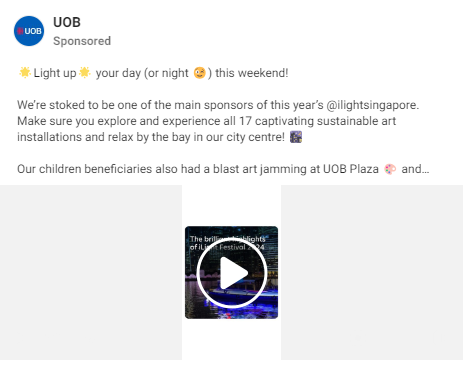 UOB
UOB
Sponsored
🌟Light up🌟 your day (or night 😉) this weekend!
We're stoked to be one of the main sponsors of this year's @ilightsingapore.
Make sure you explore and experience all 17 captivating sustainable art
installations and relax by the bay in our city centre! 🎆
Our children beneficiaries also had a blast art jamming at UOB Plaza 🎨 and...
The brilliant highlights
of iLight Festival 2024